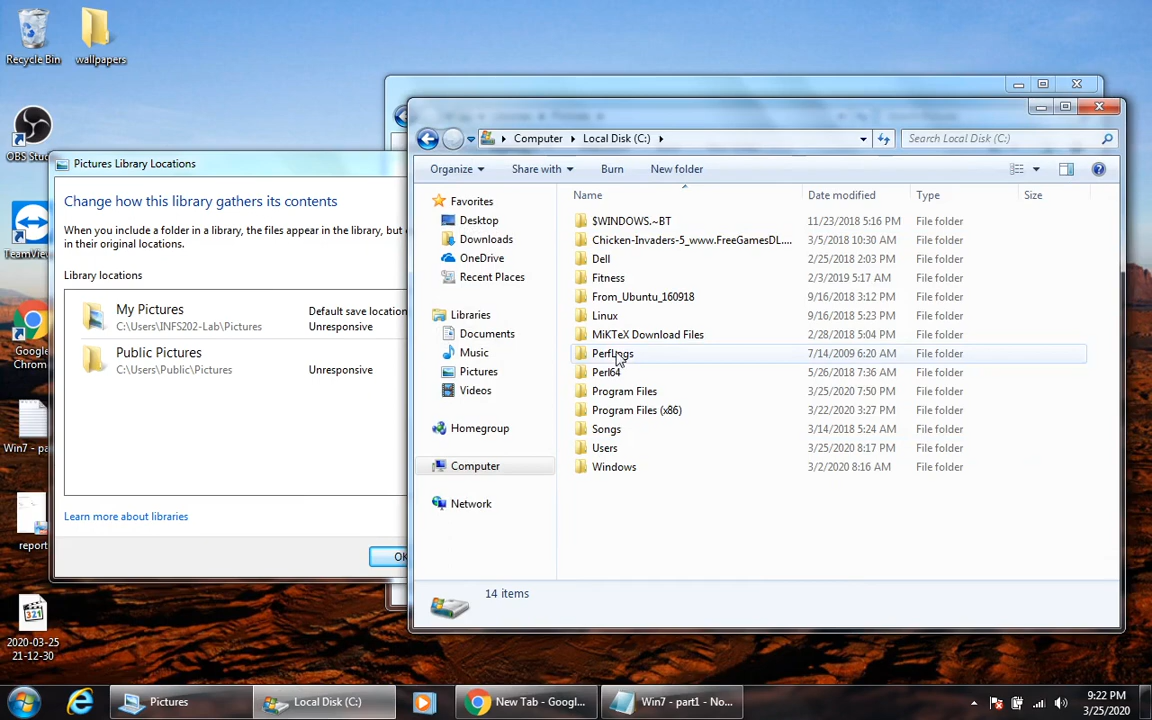 Recycle Bin
wallpapers
OBS Stu
TeamView
Google
Chrom
Win7 - pa
report
2020-03-25
21-12-30
Pictures Library Locations
Change how this library gathers its contents
When you include a folder in a library, the files appear in the library, but
in their original locations.
Library locations
My Pictures
Default save locatio
C:\Users\INFS202-Lab\Pictures
Unresponsive
Public Pictures
C:\Users\Public\Pictures
Unresponsive
Learn more about libraries
OK
Computer
Local Disk (C:)
Search Local Disk (C:)
Organize
Share with
Burn
New folder
Favorites
Desktop
Downloads
OneDrive
Recent Places
Libraries
Documents
Music
Pictures
Videos
Homegroup
Computer
Network
Name Date modified Type Size
$WINDOWS.~BT 11/23/2018 5:16 PM File folder
Chicken-Invaders-5_www.FreeGamesDL.... 3/5/2018 10:30 AM File folder
Dell 2/25/2018 2:03 PM File folder
Fitness 2/3/2019 5:17 AM File folder
From_Ubuntu_160918 9/16/2018 3:12 PM File folder
Linux 9/16/2018 5:23 PM File folder
MiKTeX Download Files 2/28/2018 5:04 PM File folder
PerfLogs 7/14/2009 6:20 AM File folder
Perl64 5/26/2018 7:36 AM File folder
Program Files 3/25/2020 7:50 PM File folder
Program Files (x86) 3/22/2020 3:27 PM File folder
Songs 3/14/2018 5:24 AM File folder
Users 3/25/2020 8:17 PM File folder
Windows 3/2/2020 8:16 AM File folder
14 items
Pictures
Local Disk (C:)
New Tab - Googl...
Win7 - part1 - No...
9:22 PM
3/25/2020